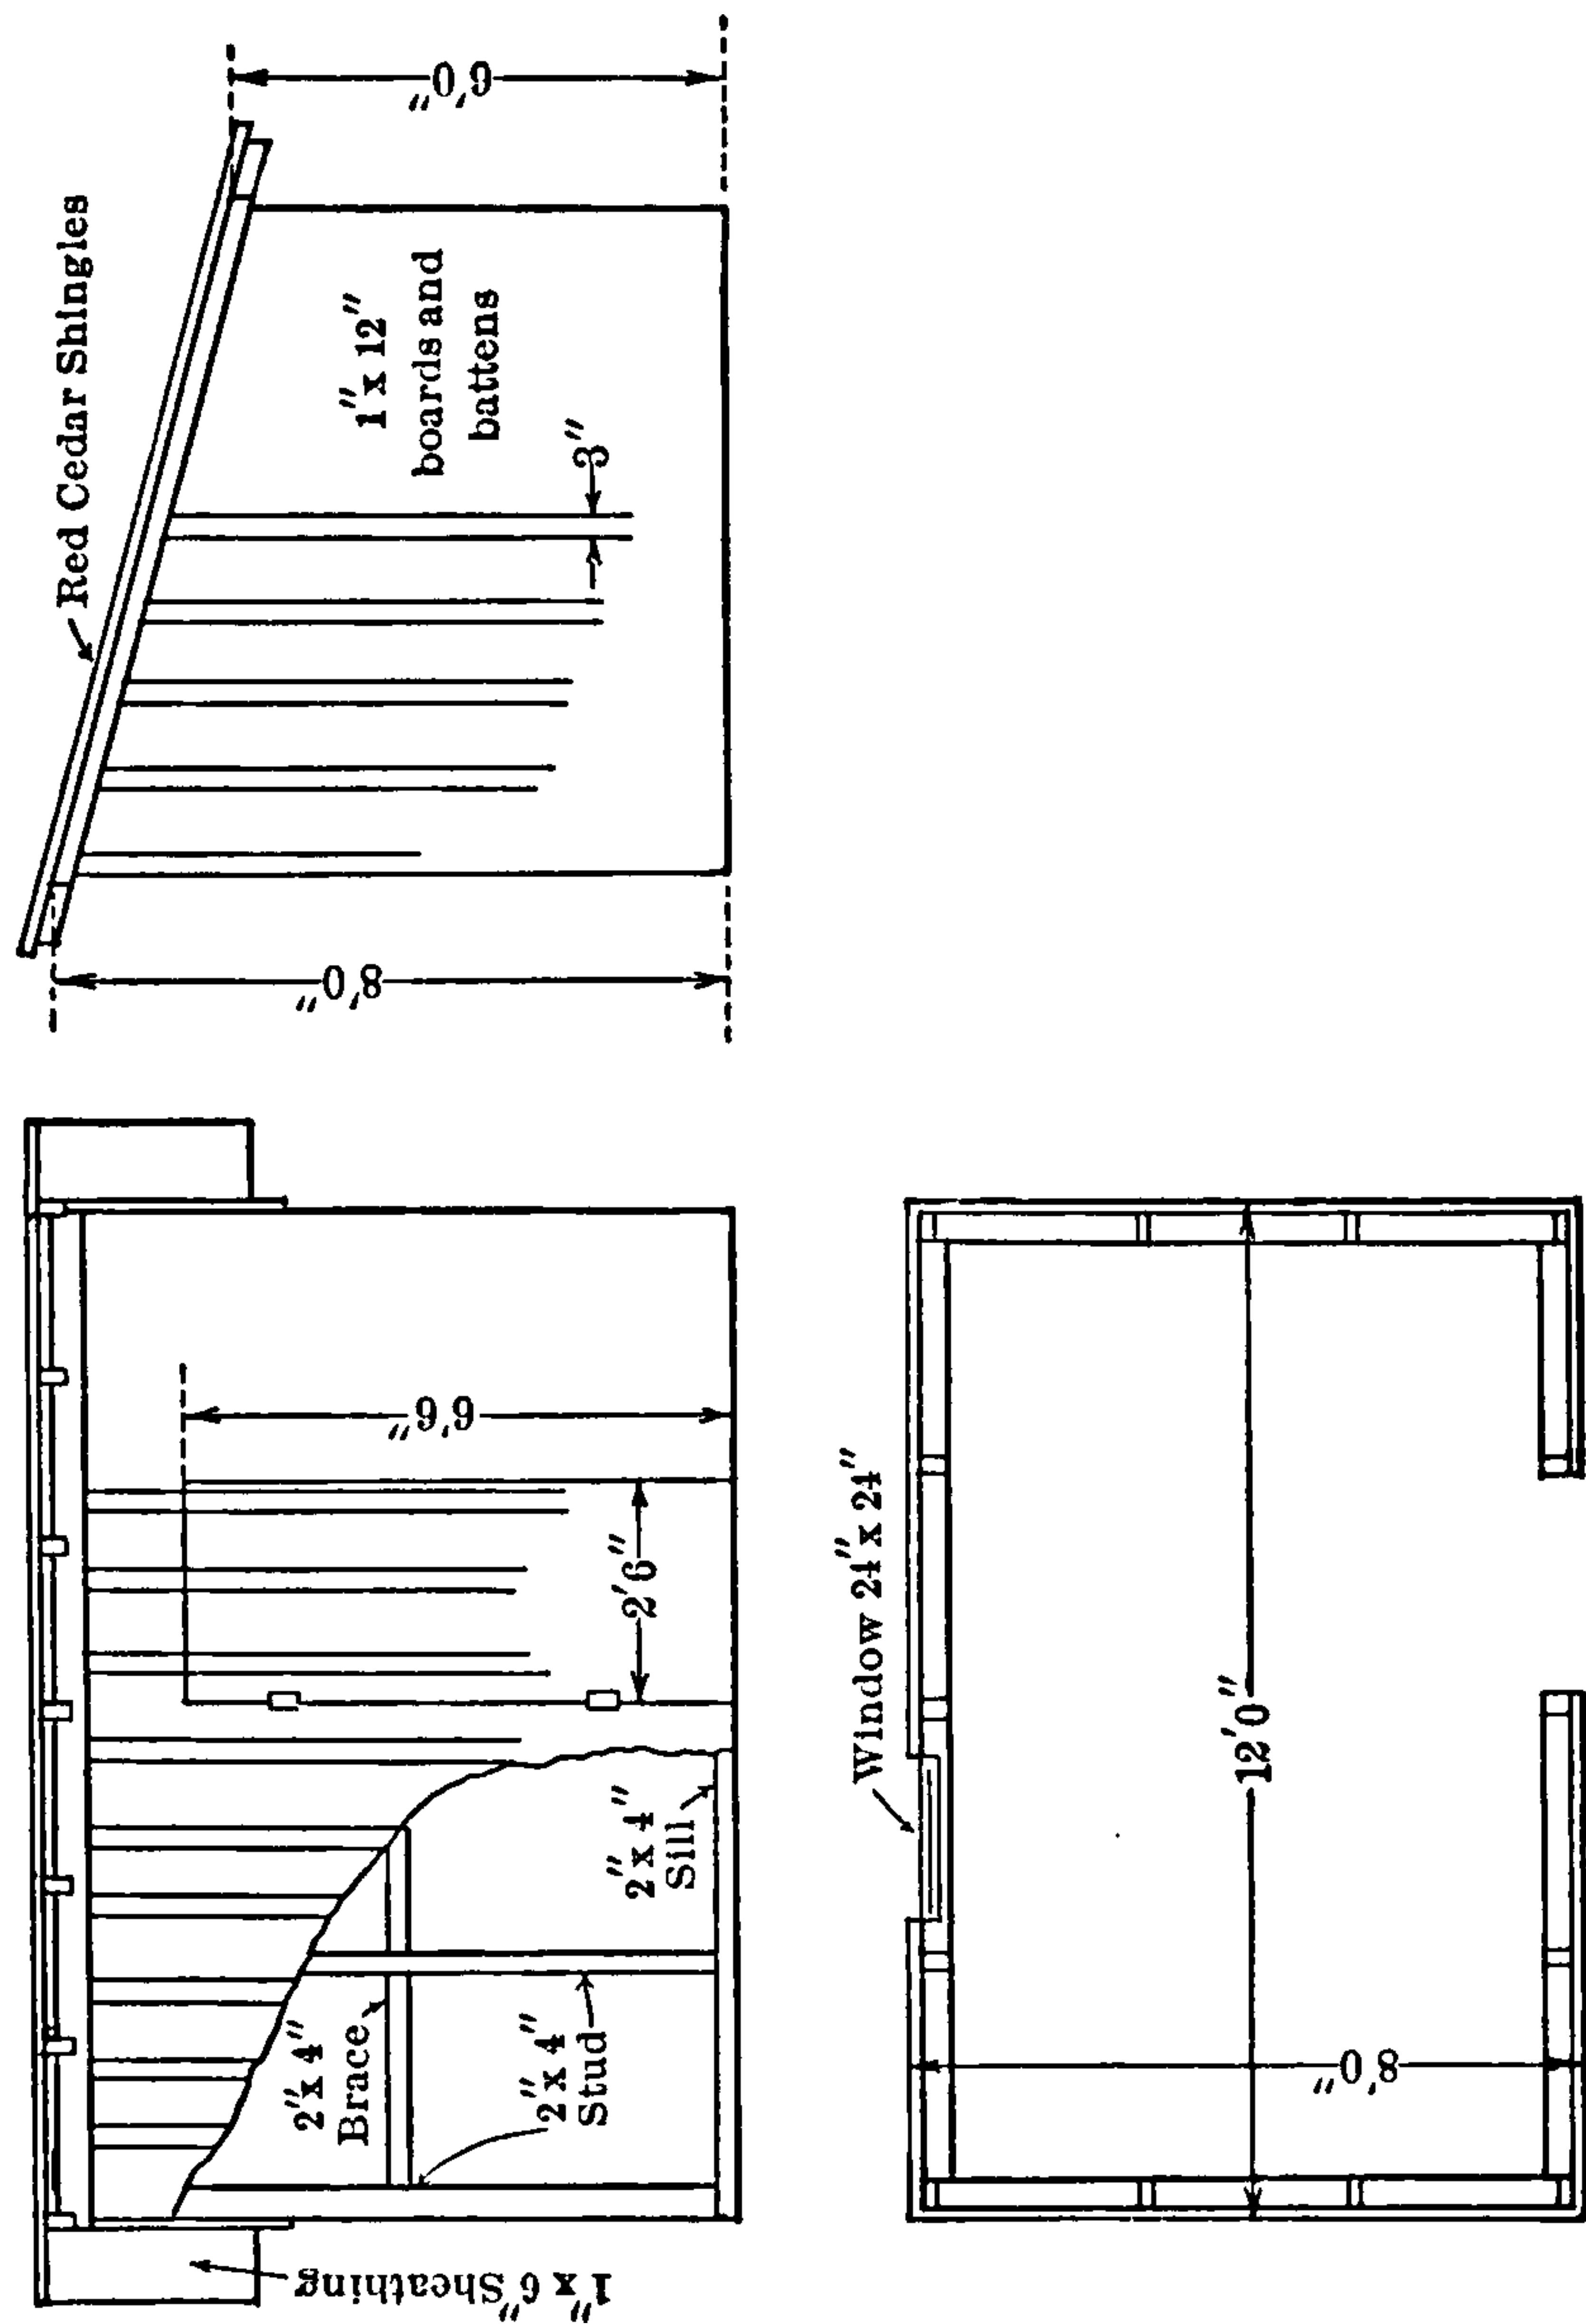 Red Cedar Shingles
6'0"
8'0"
1" x 12"
boards and
battens
3"
6'6"
2'6"
2" x 4"
Sill
2" x 4"
Brace
2" x 4"
Stud
1" x 6" Sheathing
Window 24" x 24"
12'0"
8'0"